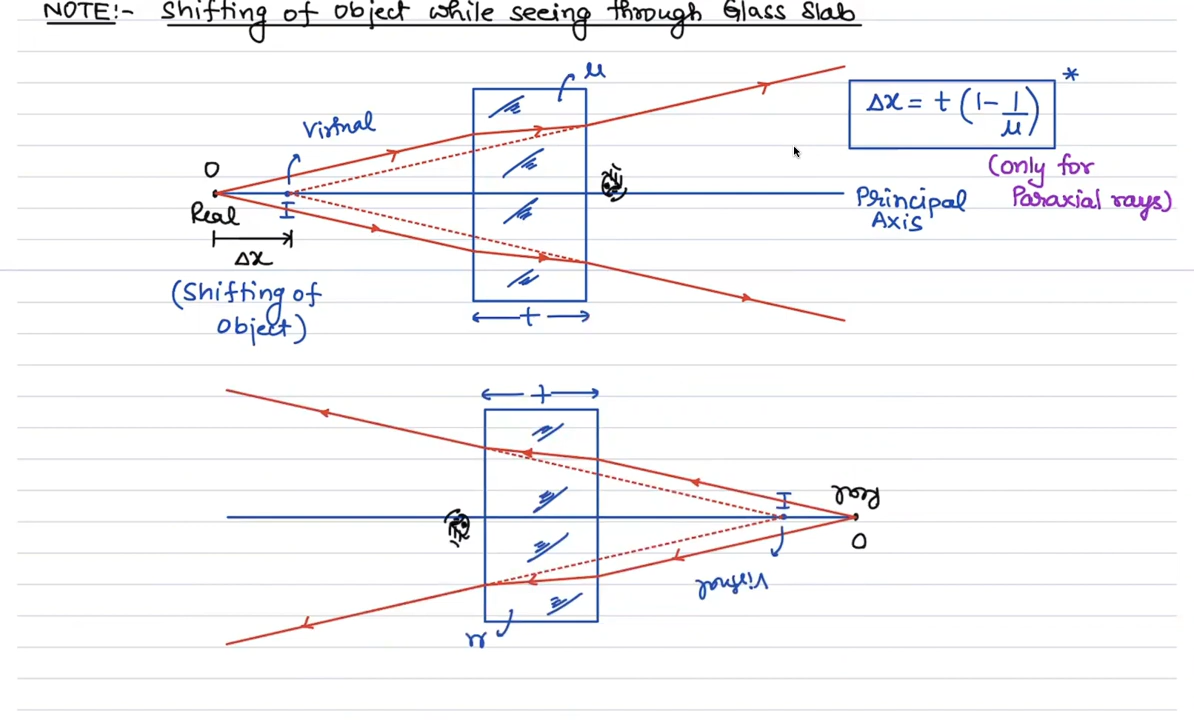 NOTE:- Shifting of Object while seeing through Glass Slab
μ
*
Δx = t (1 - 1/μ)
Virtual
O
(only for
Paraxial rays)
Real
I
Principal
Axis
Δx
(Shifting of
object)
t
t
I
Real
O
Virtual
μ